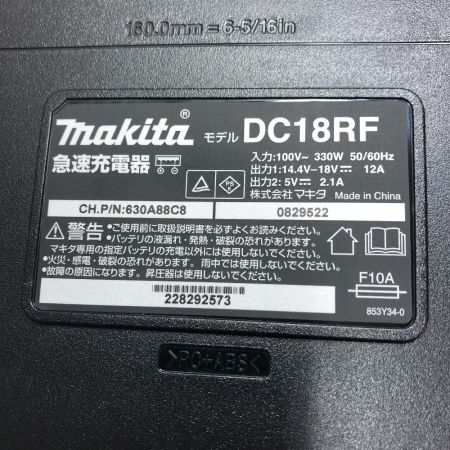 160.0mm = 6-5/16in
makita® モデル DC18RF
急速充電器
入力:100V~ 330W 50/60Hz
出力1:14.4V⎓18V⎓ 12A
出力2: 5V⎓ 2.1A
株式会社 マキタ Made in China
PS
CH.P/N:630A88C8 0829522
⚠警告 ●ご使用前に取扱説明書を必ずよくお読みください。
●バッテリの液漏れ・発熱・破裂の恐れがあります。
マキタ専用の指定バッテリの充電以外には使用しないでください。
●火災・感電・破裂の恐れがあります。雨中では使用しないでください。
●故障の原因になります。昇圧器は使用しないでください。
F10A
228292573
853Y34-0
>PC+ABS<